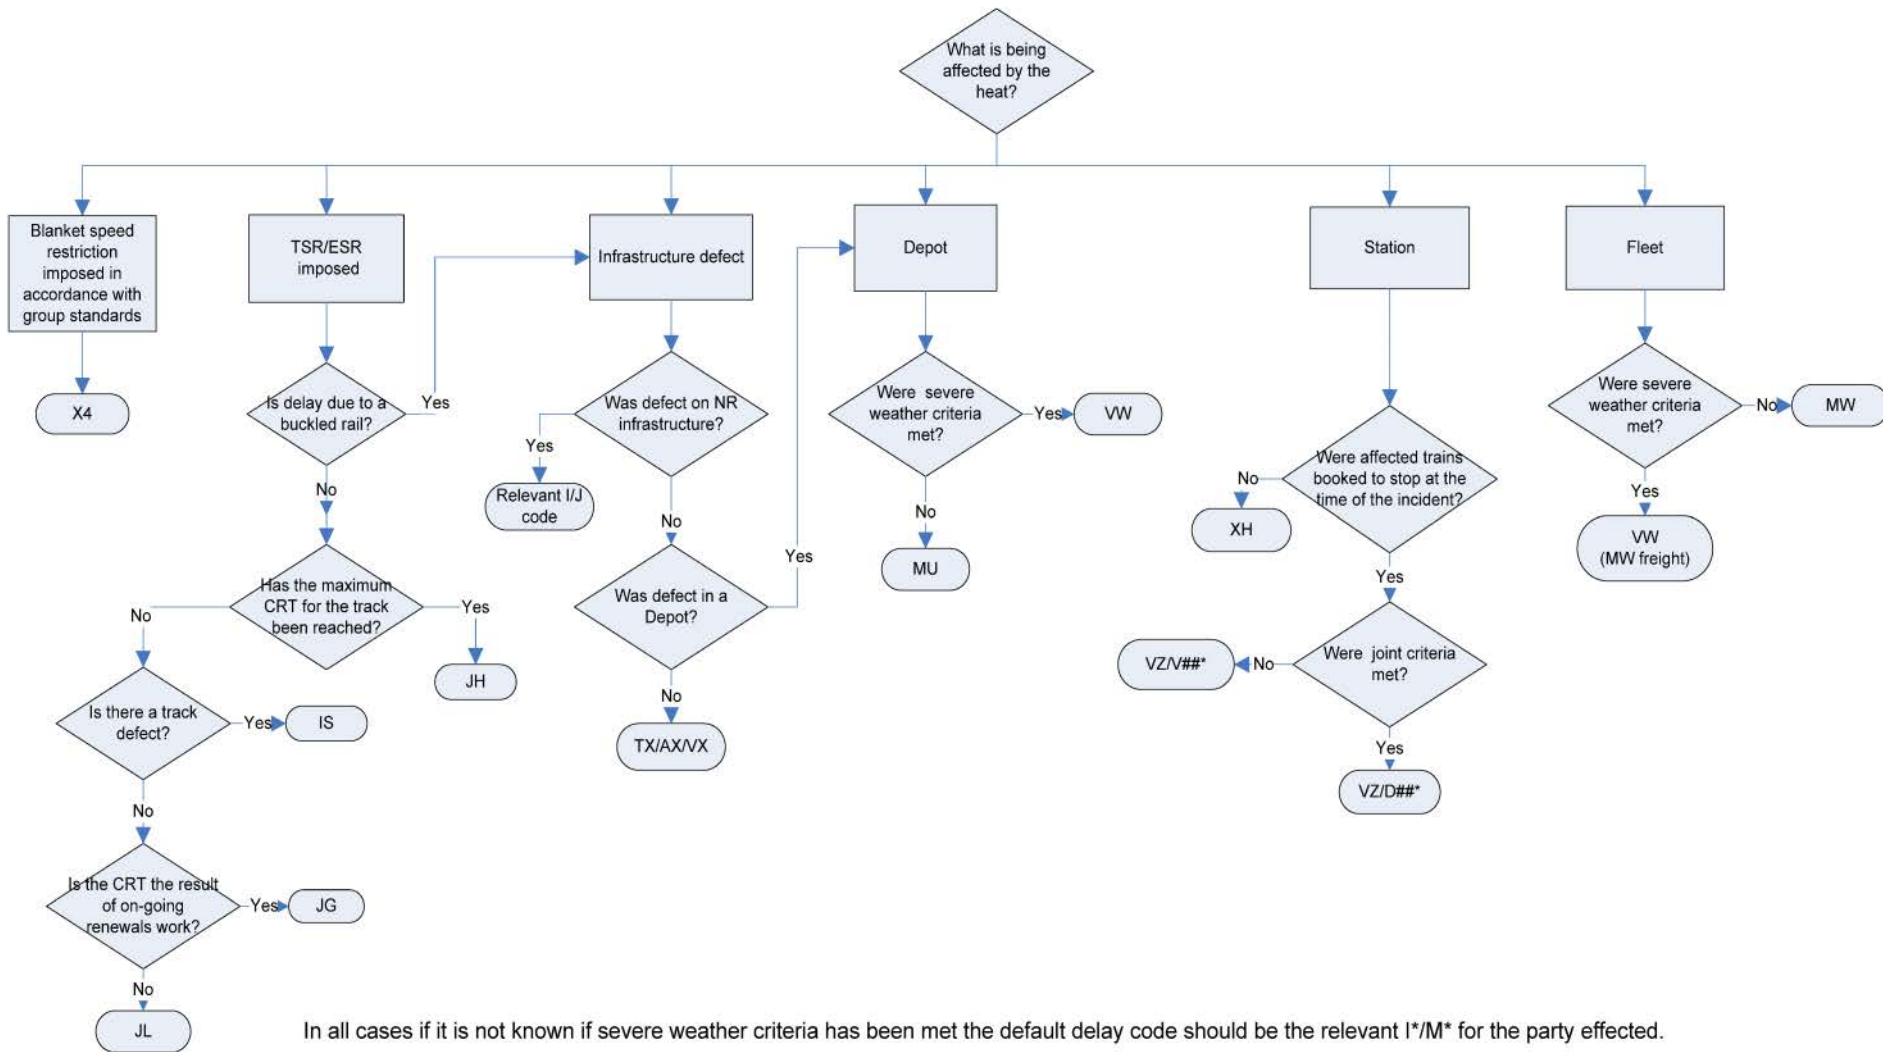 What is being
affected by the
heat?
Blanket speed
restriction
imposed in
accordance with
group standards
TSR/ESR
imposed
Infrastructure defect
Depot
Station
Fleet
X4
Is delay due to a
buckled rail?
Yes
No
Was defect on NR
infrastructure?
Yes
Relevant I/J
code
No
Were severe
weather criteria
met?
Yes
VW
No
MU
Were affected trains
booked to stop at the
time of the incident?
No
XH
Yes
Were severe
weather criteria
met?
No
MW
Yes
VW
(MW freight)
Has the maximum
CRT for the track
been reached?
No
Yes
JH
Was defect in a
Depot?
Yes
No
TX/AX/VX
Were joint criteria
met?
No
VZ/V##*
Yes
VZ/D##*
Is there a track
defect?
Yes
IS
No
Is the CRT the result
of on-going
renewals work?
Yes
JG
No
JL
In all cases if it is not known if severe weather criteria has been met the default delay code should be the relevant I*/M* for the party effected.